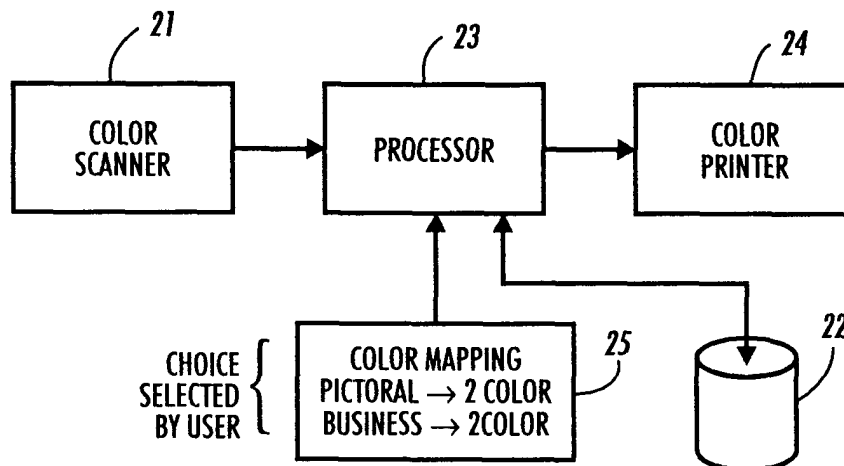 21
23
24
COLOR
SCANNER
PROCESSOR
COLOR
PRINTER
CHOICE
SELECTED
BY USER
COLOR MAPPING
PICTORAL → 2 COLOR
BUSINESS → 2COLOR
25
22